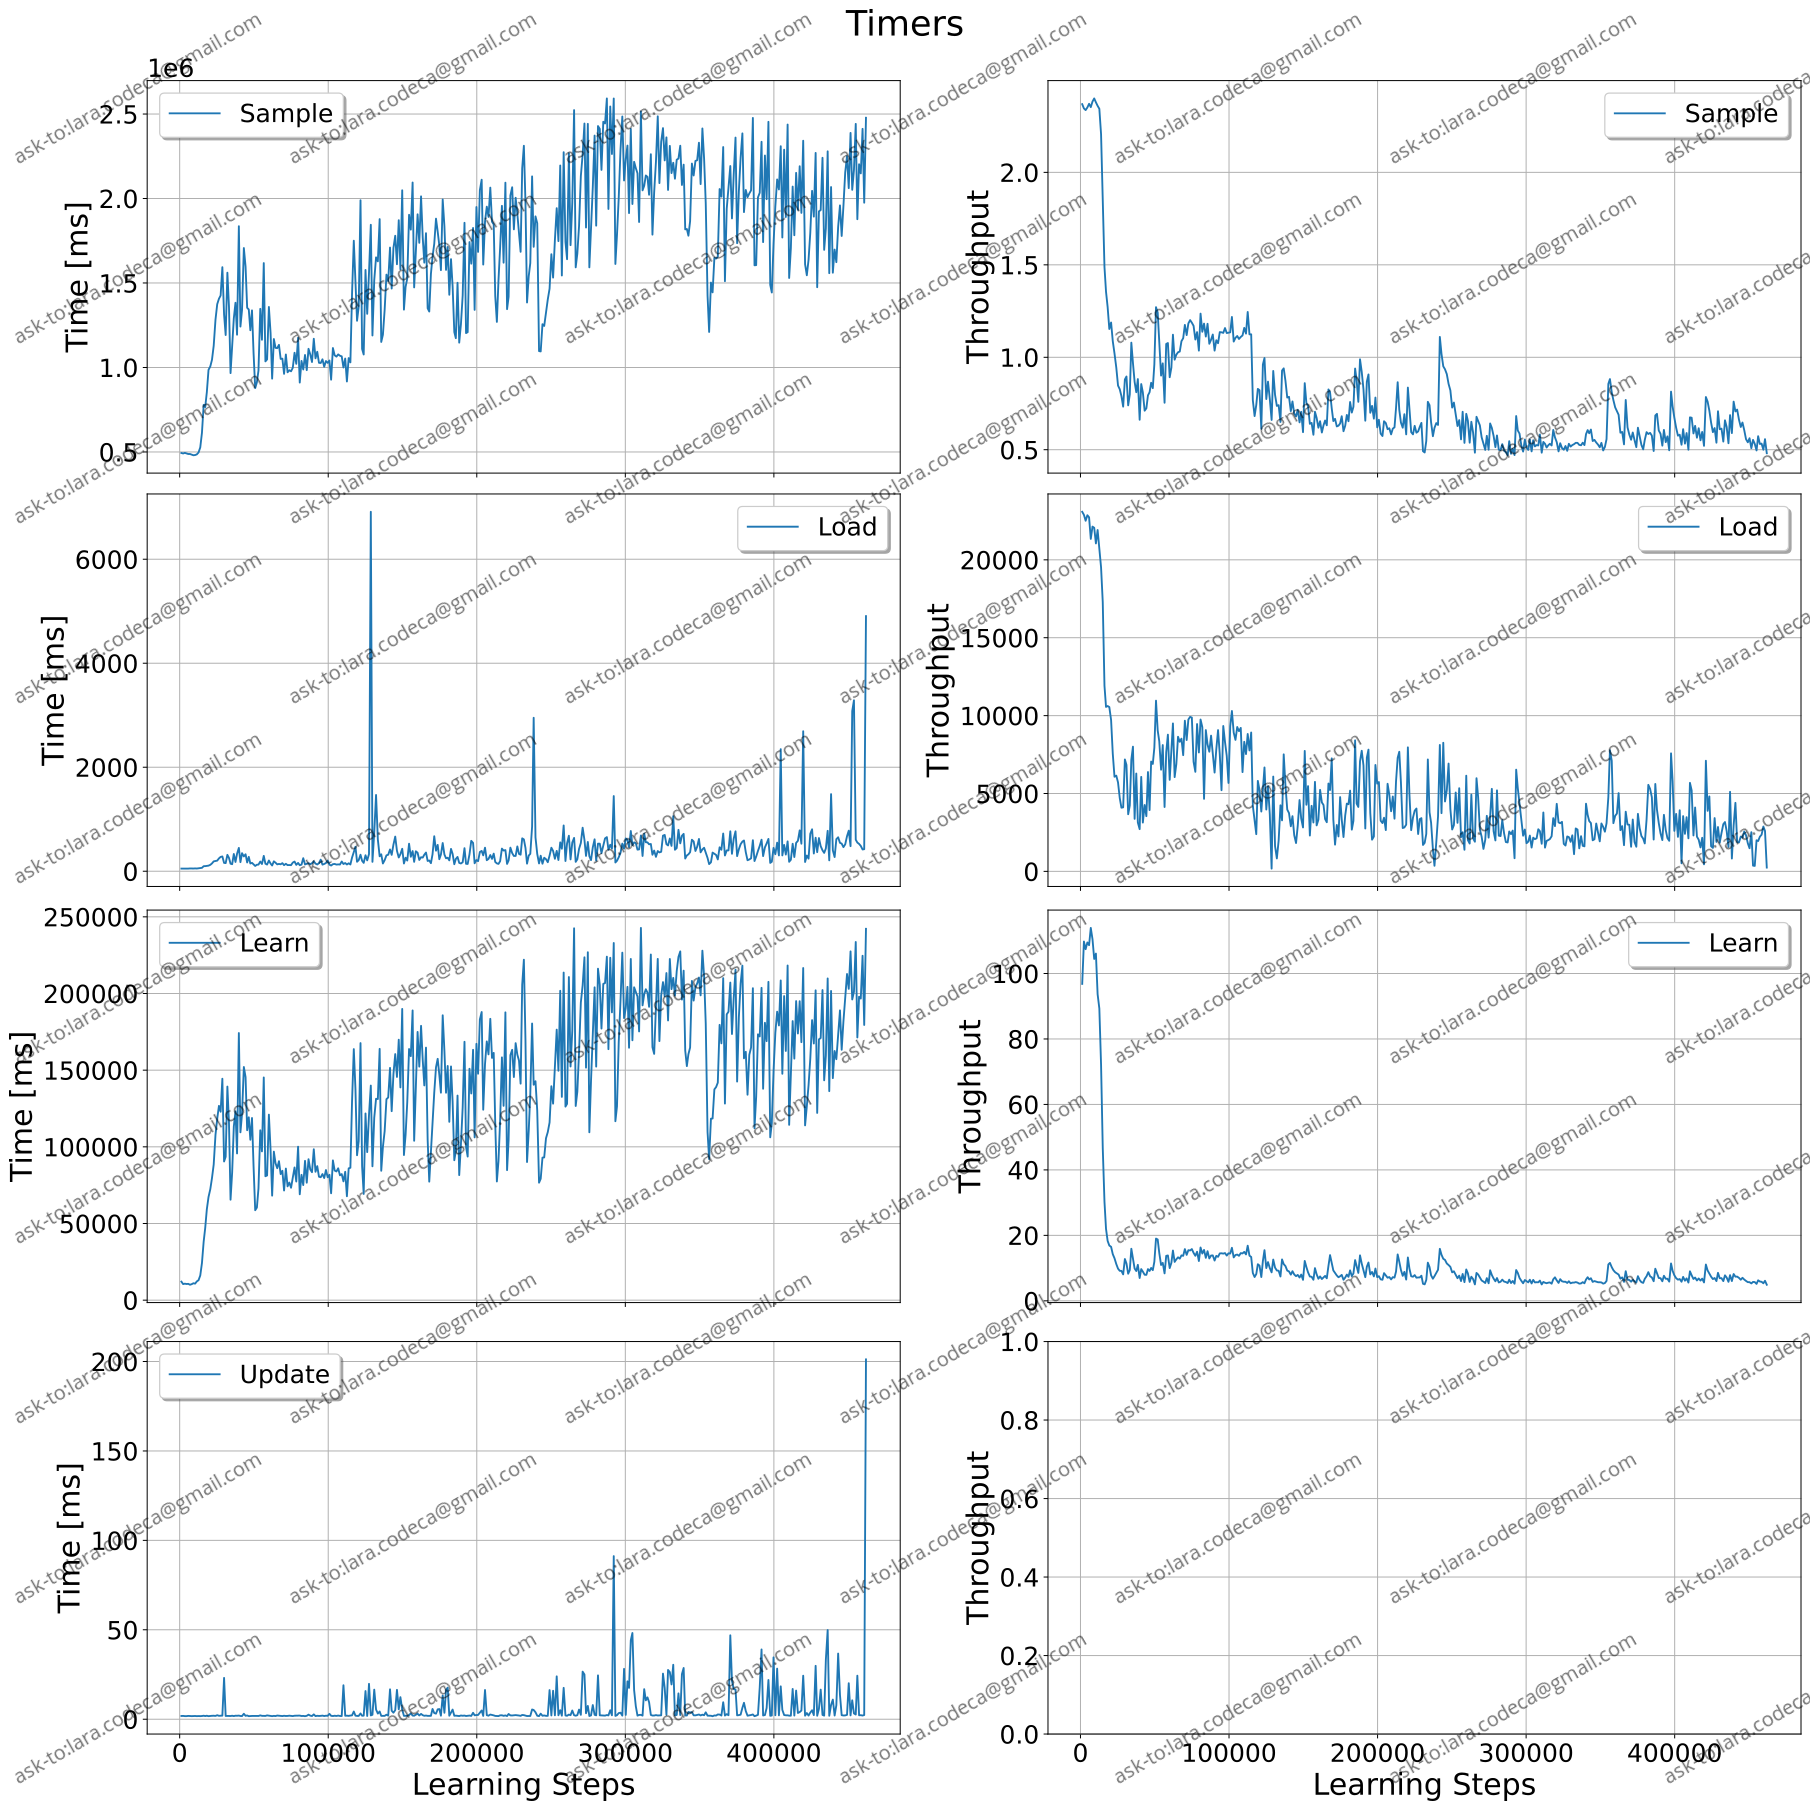 Timers
1e6
Time [ms]
2.5
2.0
1.5
1.0
0.5
Sample
Throughput
2.0
1.5
1.0
0.5
Sample
Time [ms]
6000
4000
2000
0
Load
Throughput
20000
15000
10000
5000
0
Load
Time [ms]
250000
200000
150000
100000
50000
0
Learn
Throughput
100
80
60
40
20
0
Learn
Time [ms]
200
150
100
50
0
Update
0 100000 200000 300000 400000
Learning Steps
Throughput
1.0
0.8
0.6
0.4
0.2
0.0
0 100000 200000 300000 400000
Learning Steps
ask-to:lara.codeca@gmail.com